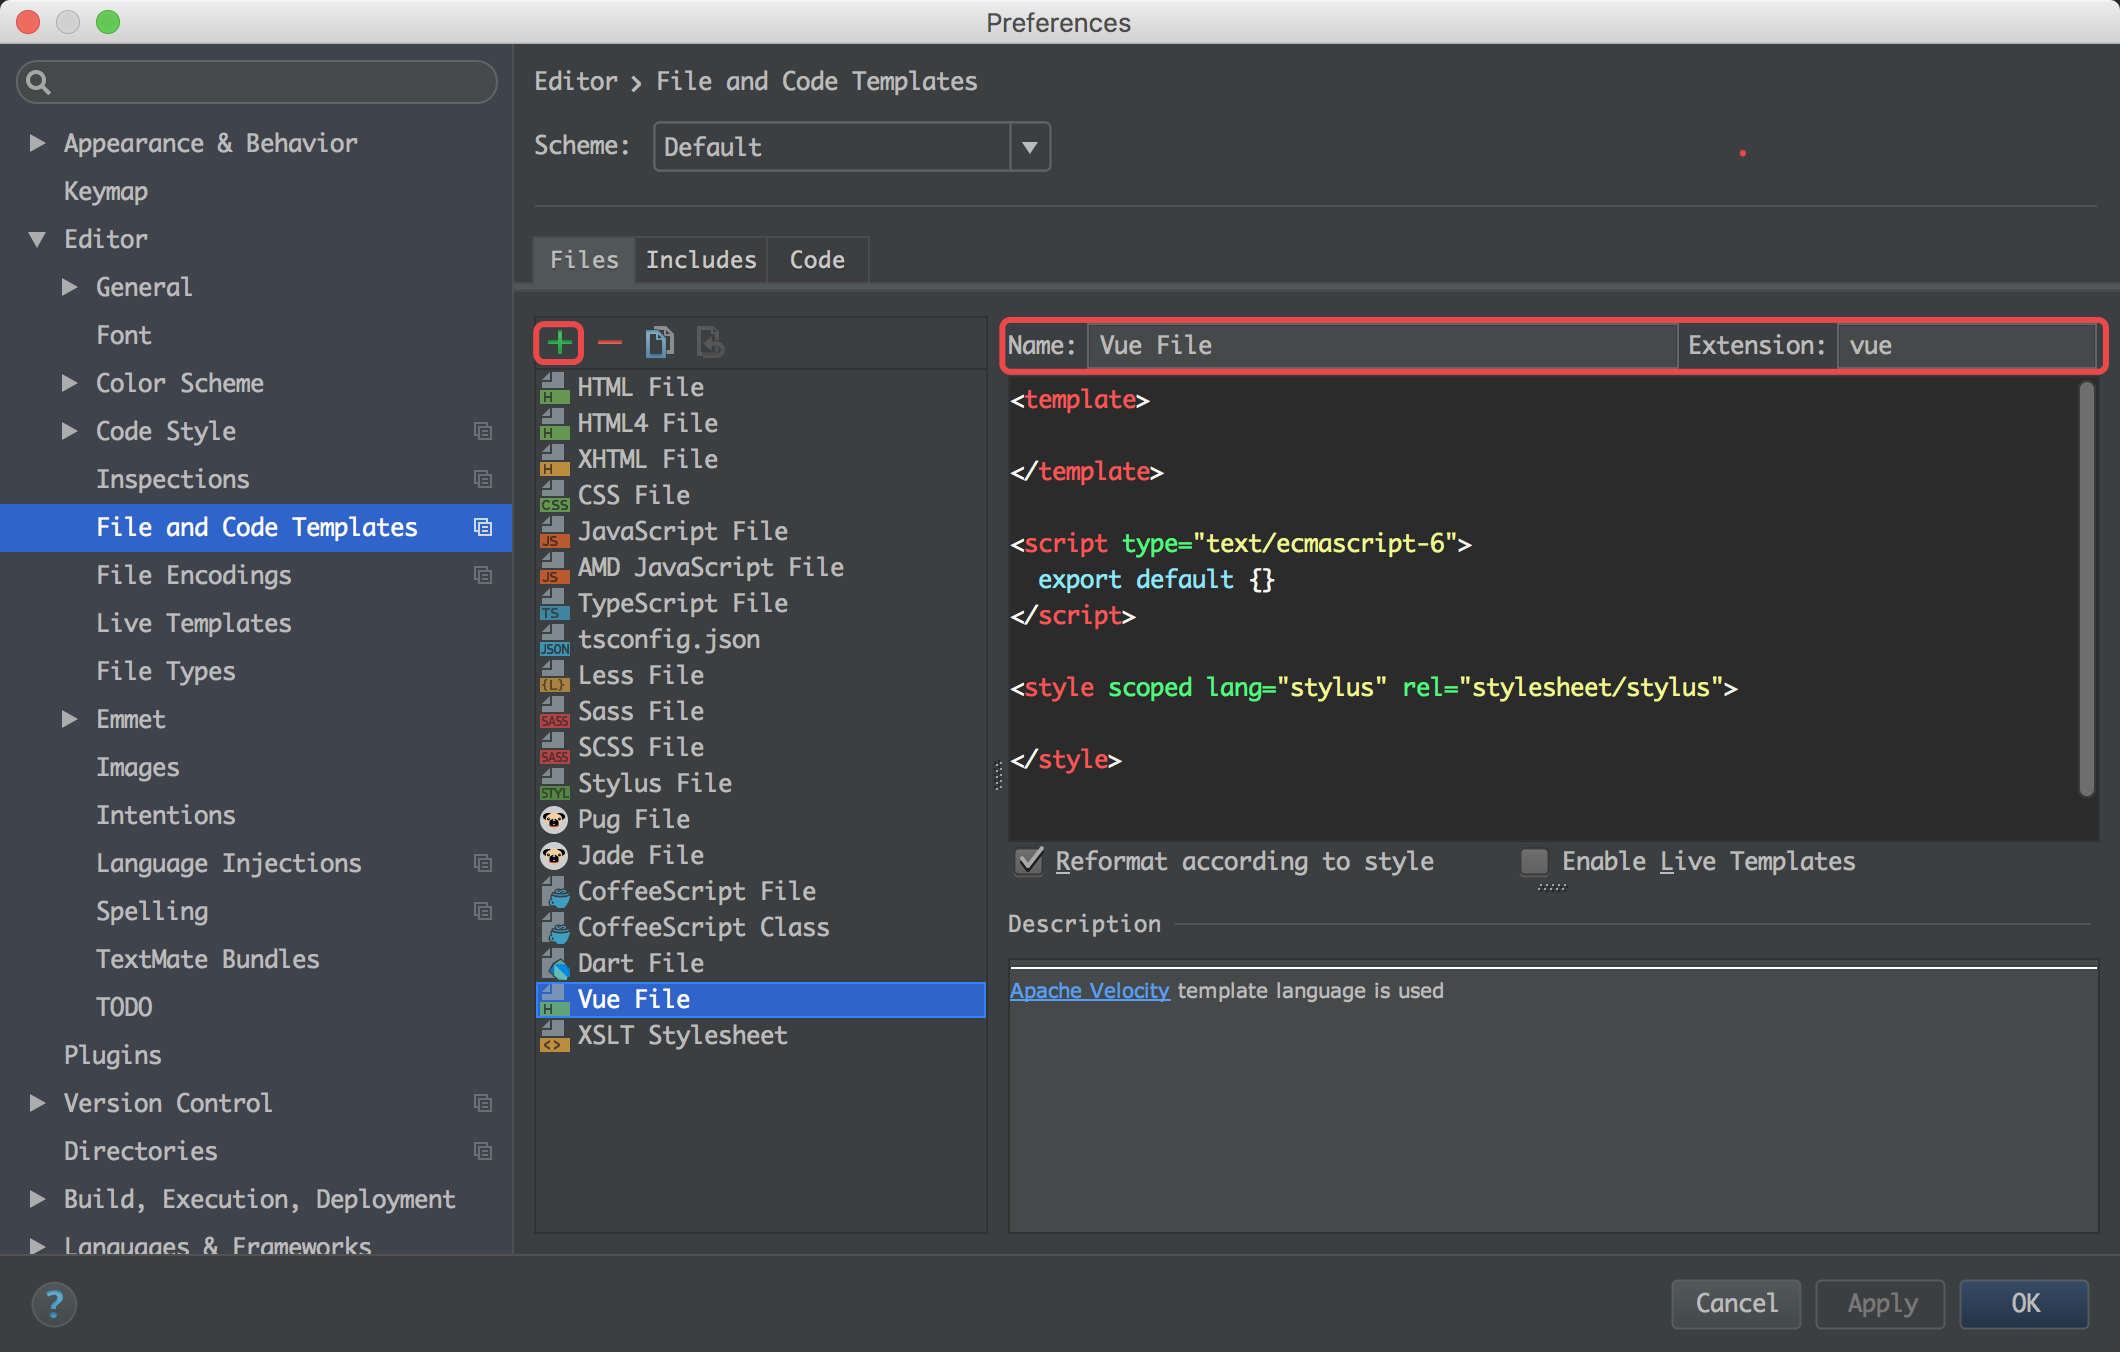 Preferences
Appearance & Behavior
Keymap
Editor
General
Font
Color Scheme
Code Style
Inspections
File and Code Templates
File Encodings
Live Templates
File Types
Emmet
Images
Intentions
Language Injections
Spelling
TextMate Bundles
TODO
Plugins
Version Control
Directories
Build, Execution, Deployment
Languages & Frameworks
Editor › File and Code Templates
Scheme: Default
Files Includes Code
HTML File
HTML4 File
XHTML File
CSS File
JavaScript File
AMD JavaScript File
TypeScript File
tsconfig.json
Less File
Sass File
SCSS File
Stylus File
Pug File
Jade File
CoffeeScript File
CoffeeScript Class
Dart File
Vue File
XSLT Stylesheet
Name: Vue File Extension: vue
<template>
</template>
<script type="text/ecmascript-6">
export default {}
</script>
<style scoped lang="stylus" rel="stylesheet/stylus">
</style>
Reformat according to style Enable Live Templates
Description
Apache Velocity template language is used
? Cancel Apply OK